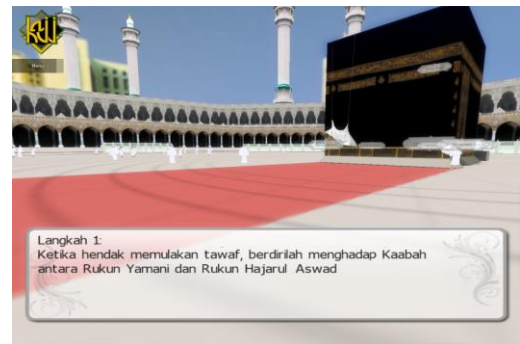 Langkah 1:
Ketika hendak memulakan tawaf, berdirilah menghadap Kaabah
antara Rukun Yamani dan Rukun Hajarul Aswad